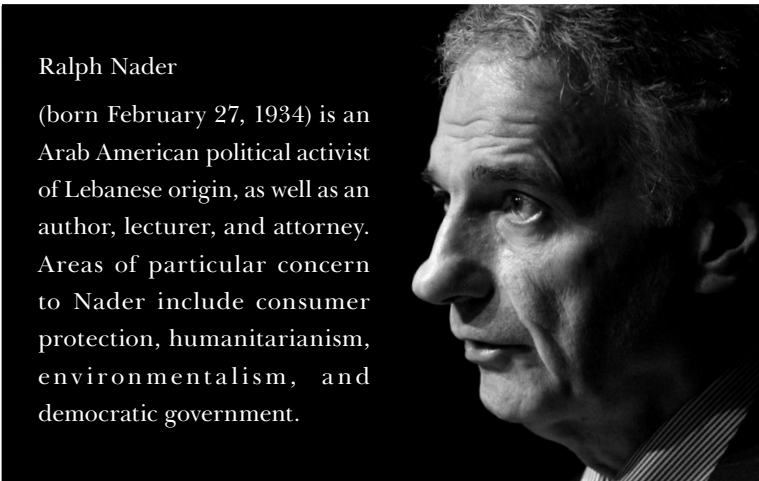 Ralph Nader
(born February 27, 1934) is an
Arab American political activist
of Lebanese origin, as well as an
author, lecturer, and attorney.
Areas of particular concern
to Nader include consumer
protection, humanitarianism,
environmentalism, and
democratic government.